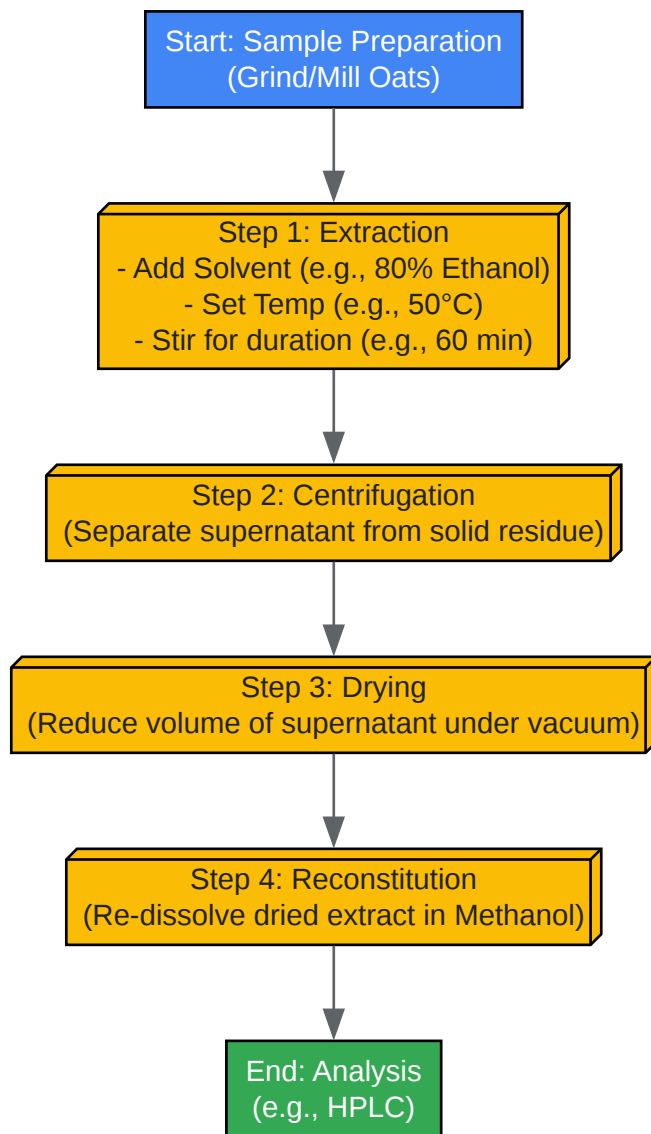 Start: Sample Preparation
(Grind/Mill Oats)
Step 1: Extraction
- Add Solvent (e.g., 80% Ethanol)
- Set Temp (e.g., 50°C)
- Stir for duration (e.g., 60 min)
Step 2: Centrifugation
(Separate supernatant from solid residue)
Step 3: Drying
(Reduce volume of supernatant under vacuum)
Step 4: Reconstitution
(Re-dissolve dried extract in Methanol)
End: Analysis
(e.g., HPLC)